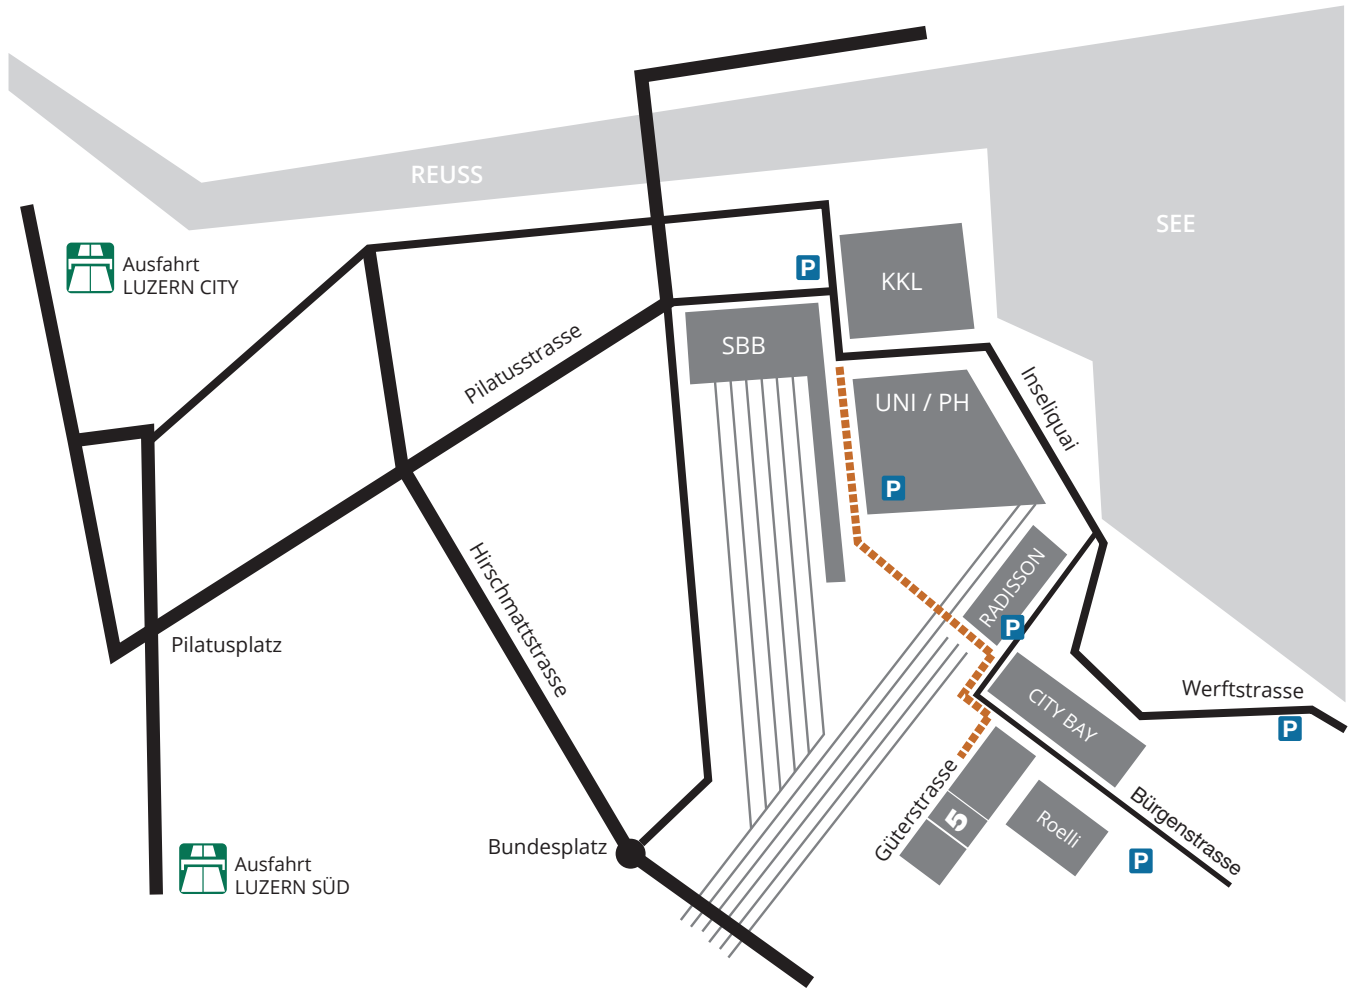 REUSS
SEE
Ausfahrt
LUZERN CITY
P
KKL
SBB
Pilatusstrasse
Inseliquai
UNI / PH
P
Hirschmattstrasse
RADISSON
P
Pilatusplatz
Werftstrasse
P
CITY BAY
Güterstrasse
5
Roelli
Bürgenstrasse
P
Bundesplatz
Ausfahrt
LUZERN SÜD